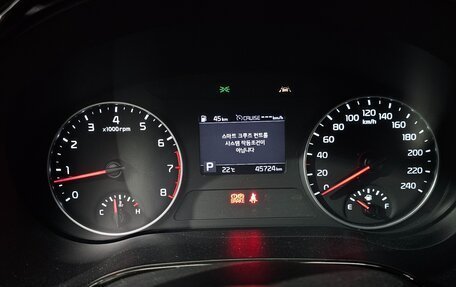 45 km CRUISE ---km/h
스마트 크루즈 컨트롤
시스템 작동조건이
아닙니다
P 22°C 45724km
0 1 2 3 4 5 6 7 8
x1000rpm
C H
0 20 40 60 80 100 120 140 160 180 200 220 240
km/h
E F